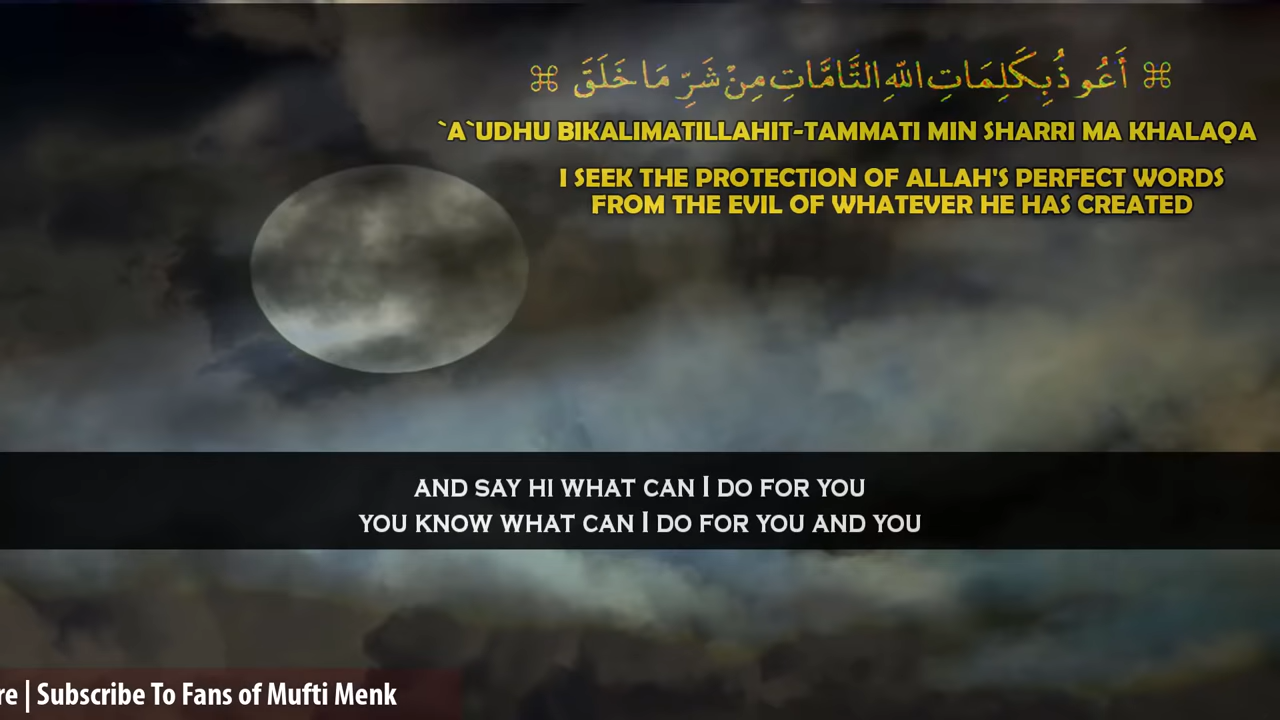 ⌘ أَعُوذُ بِكَلِمَاتِ اللّٰهِ التَّامَّاتِ مِنْ شَرِّ مَا خَلَقَ ⌘
`A`UDHU BIKALIMATILLAHIT-TAMMATI MIN SHARRI MA KHALAQA
I SEEK THE PROTECTION OF ALLAH'S PERFECT WORDS
FROM THE EVIL OF WHATEVER HE HAS CREATED
AND SAY HI WHAT CAN I DO FOR YOU
YOU KNOW WHAT CAN I DO FOR YOU AND YOU
re | Subscribe To Fans of Mufti Menk